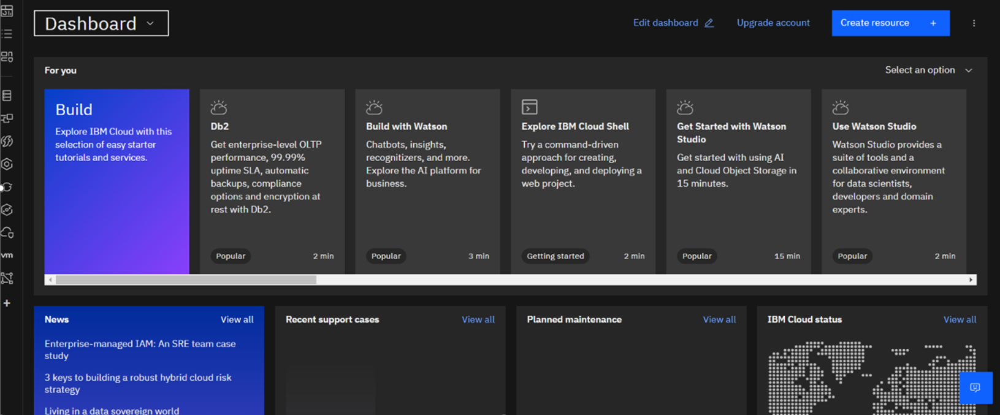 Dashboard
Edit dashboard
Upgrade account
Create resource +
For you
Select an option
Build
Explore IBM Cloud with this
selection of easy starter
tutorials and services.
Db2
Get enterprise-level OLTP
performance, 99.99%
uptime SLA, automatic
backups, compliance
options and encryption at
rest with Db2.
Popular
2 min
Build with Watson
Chatbots, insights,
recognitizers, and more.
Explore the AI platform for
business.
Popular
3 min
Explore IBM Cloud Shell
Try a command-driven
approach for creating,
developing, and deploying a
web project.
Getting started
2 min
Get Started with Watson
Studio
Get started with using AI
and Cloud Object Storage in
15 minutes.
Popular
15 min
Use Watson Studio
Watson Studio provides a
suite of tools and a
collaborative environment
for data scientists,
developers and domain
experts.
Popular
2 min
vm
+
News
View all
Enterprise-managed IAM: An SRE team case
study
3 keys to building a robust hybrid cloud risk
strategy
Living in a data sovereign world
Recent support cases
View all
Planned maintenance
View all
IBM Cloud status
View all